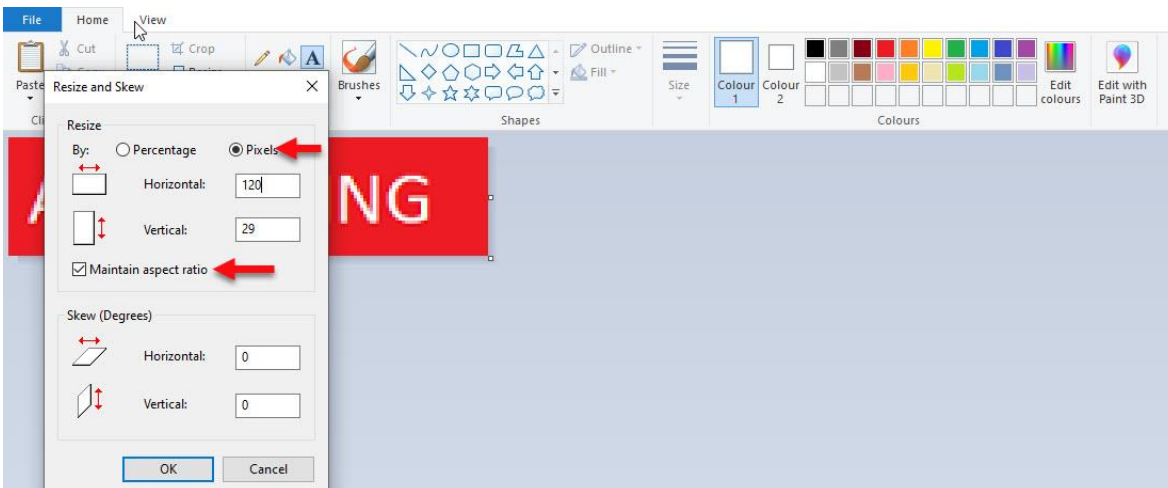 File Home View
Cut
Crop
Paste
A
Brushes
Outline
Fill
Size
Colour 1
Colour 2
Edit colours
Edit with Paint 3D
Shapes
Colours
Resize and Skew
Resize
By: Percentage Pixels
Horizontal: 120
Vertical: 29
Maintain aspect ratio
Skew (Degrees)
Horizontal: 0
Vertical: 0
OK Cancel
NG